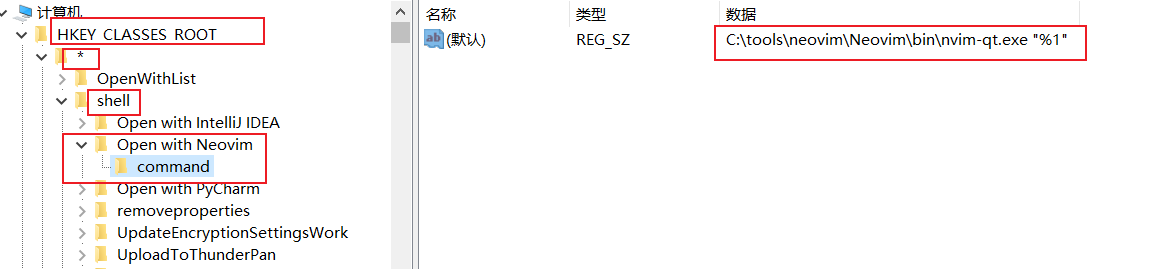 计算机
HKEY_CLASSES_ROOT
*
OpenWithList
shell
Open with IntelliJ IDEA
Open with Neovim
command
Open with PyCharm
removeproperties
UpdateEncryptionSettingsWork
UploadToThunderPan
名称 类型 数据
ab (默认) REG_SZ C:\tools\neovim\Neovim\bin\nvim-qt.exe "%1"